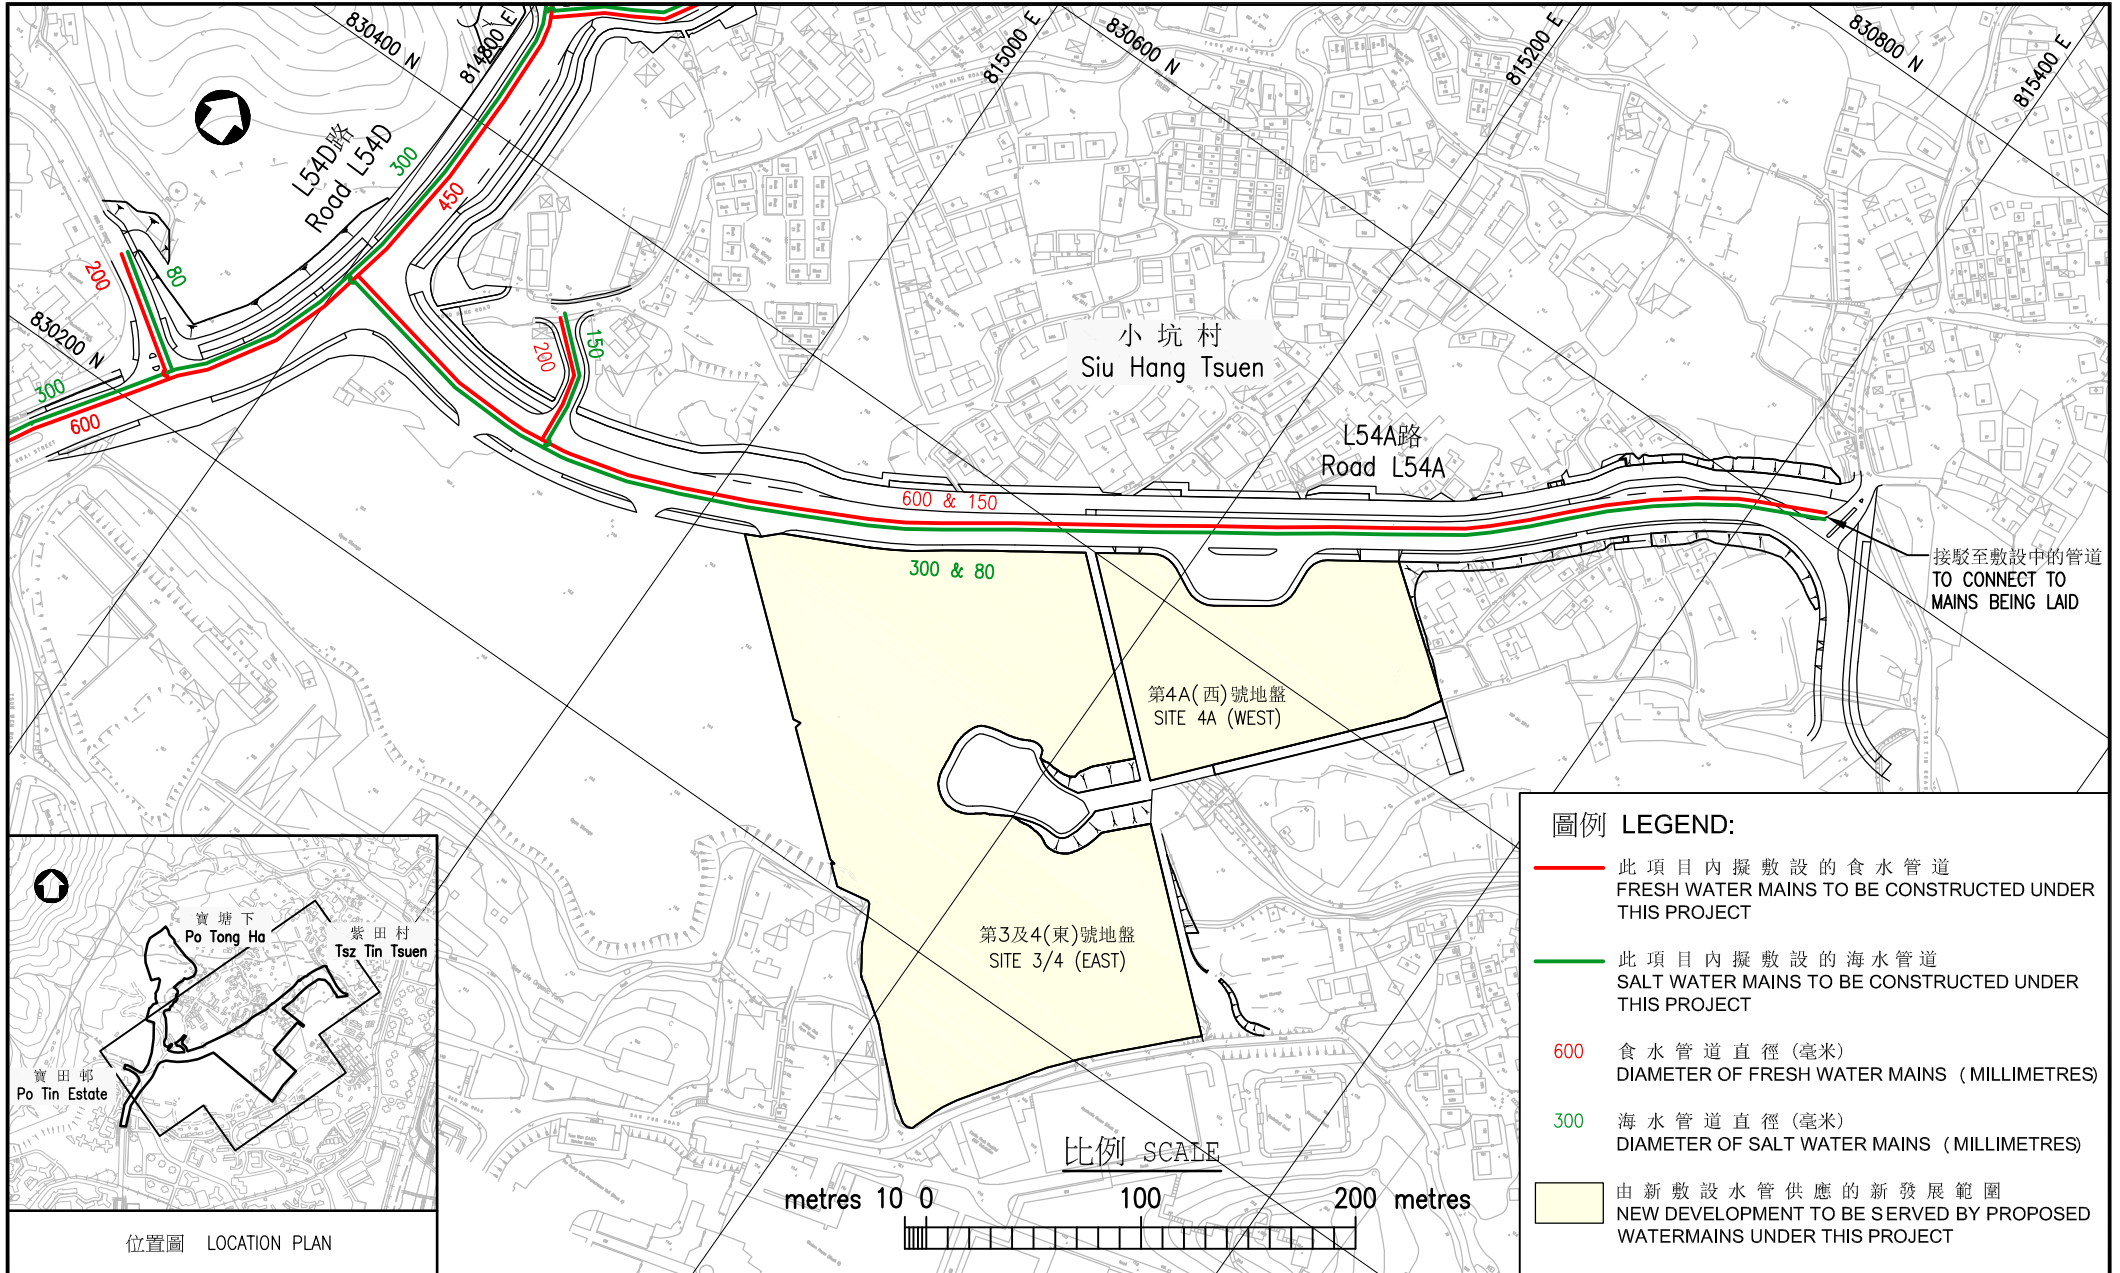 830400 N
814800 E
815000 E
830600 N
815200 E
830800 N
815400 E
L54D路
Road L54D
300
450
200
80
830200 N
300
600
200
150
小坑村
Siu Hang Tsuen
L54A路
Road L54A
600 & 150
300 & 80
接駁至敷設中的管道
TO CONNECT TO
MAINS BEING LAID
第4A(西)號地盤
SITE 4A (WEST)
第3及4(東)號地盤
SITE 3/4 (EAST)
寶塘下
Po Tong Ha
紫田村
Tsz Tin Tsuen
寶田邨
Po Tin Estate
位置圖 LOCATION PLAN
比例 SCALE
metres 10 0 100 200 metres
圖例 LEGEND:
此項目內擬敷設的食水管道
FRESH WATER MAINS TO BE CONSTRUCTED UNDER
THIS PROJECT
此項目內擬敷設的海水管道
SALT WATER MAINS TO BE CONSTRUCTED UNDER
THIS PROJECT
600 食水管道直徑(毫米)
DIAMETER OF FRESH WATER MAINS (MILLIMETRES)
300 海水管道直徑(毫米)
DIAMETER OF SALT WATER MAINS (MILLIMETRES)
由新敷設水管供應的新發展範圍
NEW DEVELOPMENT TO BE SERVED BY PROPOSED
WATERMAINS UNDER THIS PROJECT